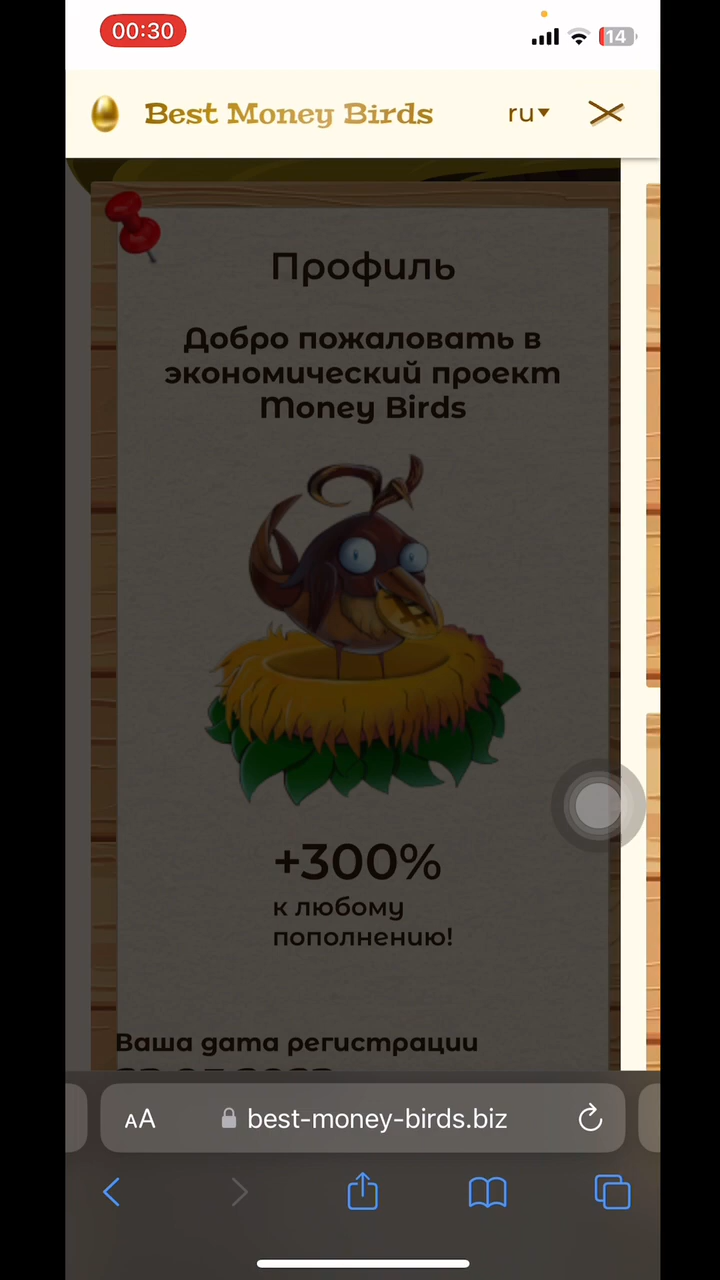 00:30
14
Best Money Birds
ru
Профиль
Добро пожаловать в
экономический проект
Money Birds
+300%
к любому
пополнению!
Ваша дата регистрации
AA
best-money-birds.biz